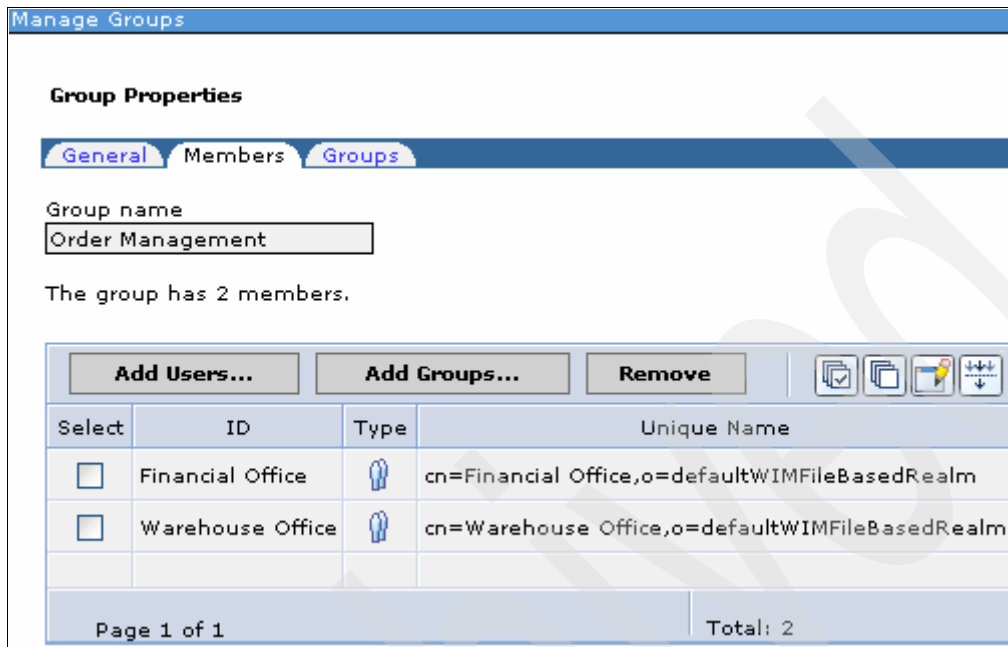 Manage Groups
Group Properties
General Members Groups
Group name
Order Management
The group has 2 members.
Add Users... Add Groups... Remove
Select ID Type Unique Name
Financial Office cn=Financial Office,o=defaultWIMFileBasedRealm
Warehouse Office cn=Warehouse Office,o=defaultWIMFileBasedRealm
Page 1 of 1 Total: 2